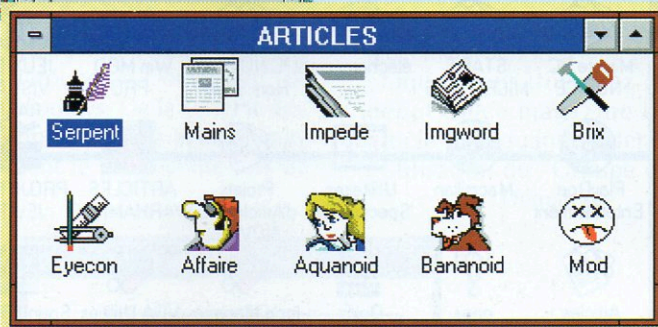 ARTICLES
Serpent Mains Impede Imgword Brix
Eyecon Affaire Aquanoid Bananoid Mod